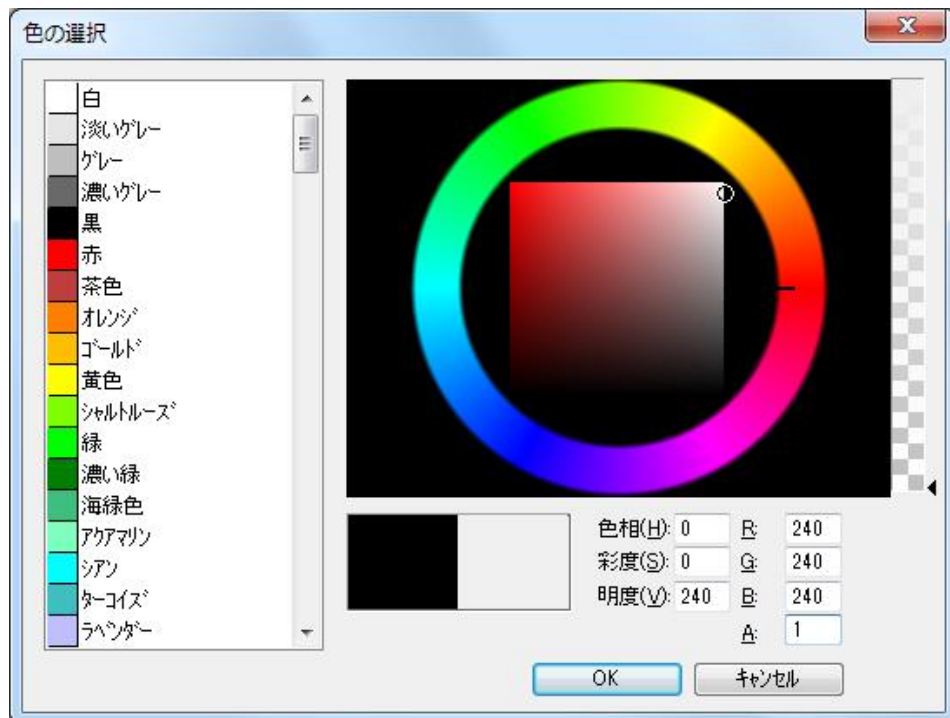 色の選択
白
淡いグレー
グレー
濃いグレー
黒
赤
茶色
オレンジ
ゴールド
黄色
シャルトルーズ
緑
濃い緑
海緑色
アクアマリン
シアン
ターコイズ
ラベンダー
色相(H): 0 R: 240
彩度(S): 0 G: 240
明度(V): 240 B: 240
A: 1
OK キャンセル